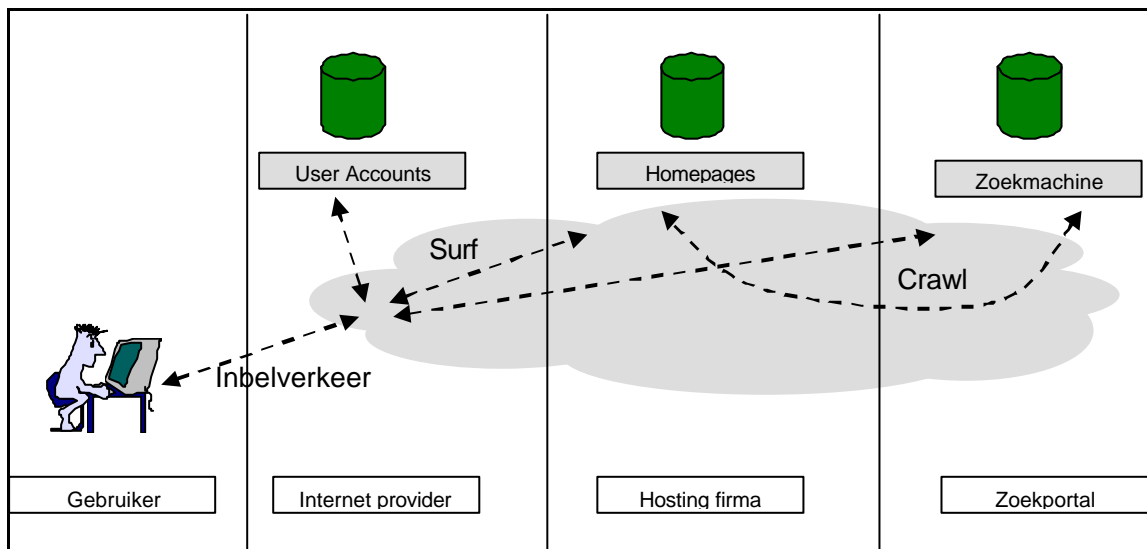 User Accounts
Homepages
Zoekmachine
Surf
Crawl
Inbelverkeer
Gebruiker
Internet provider
Hosting firma
Zoekportal